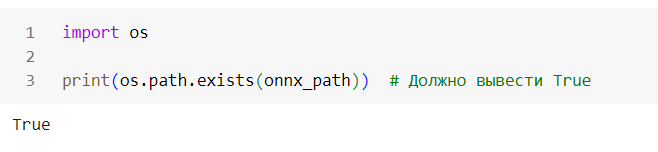 1 import os
2
3 print(os.path.exists(onnx_path)) # Должно вывести True
True